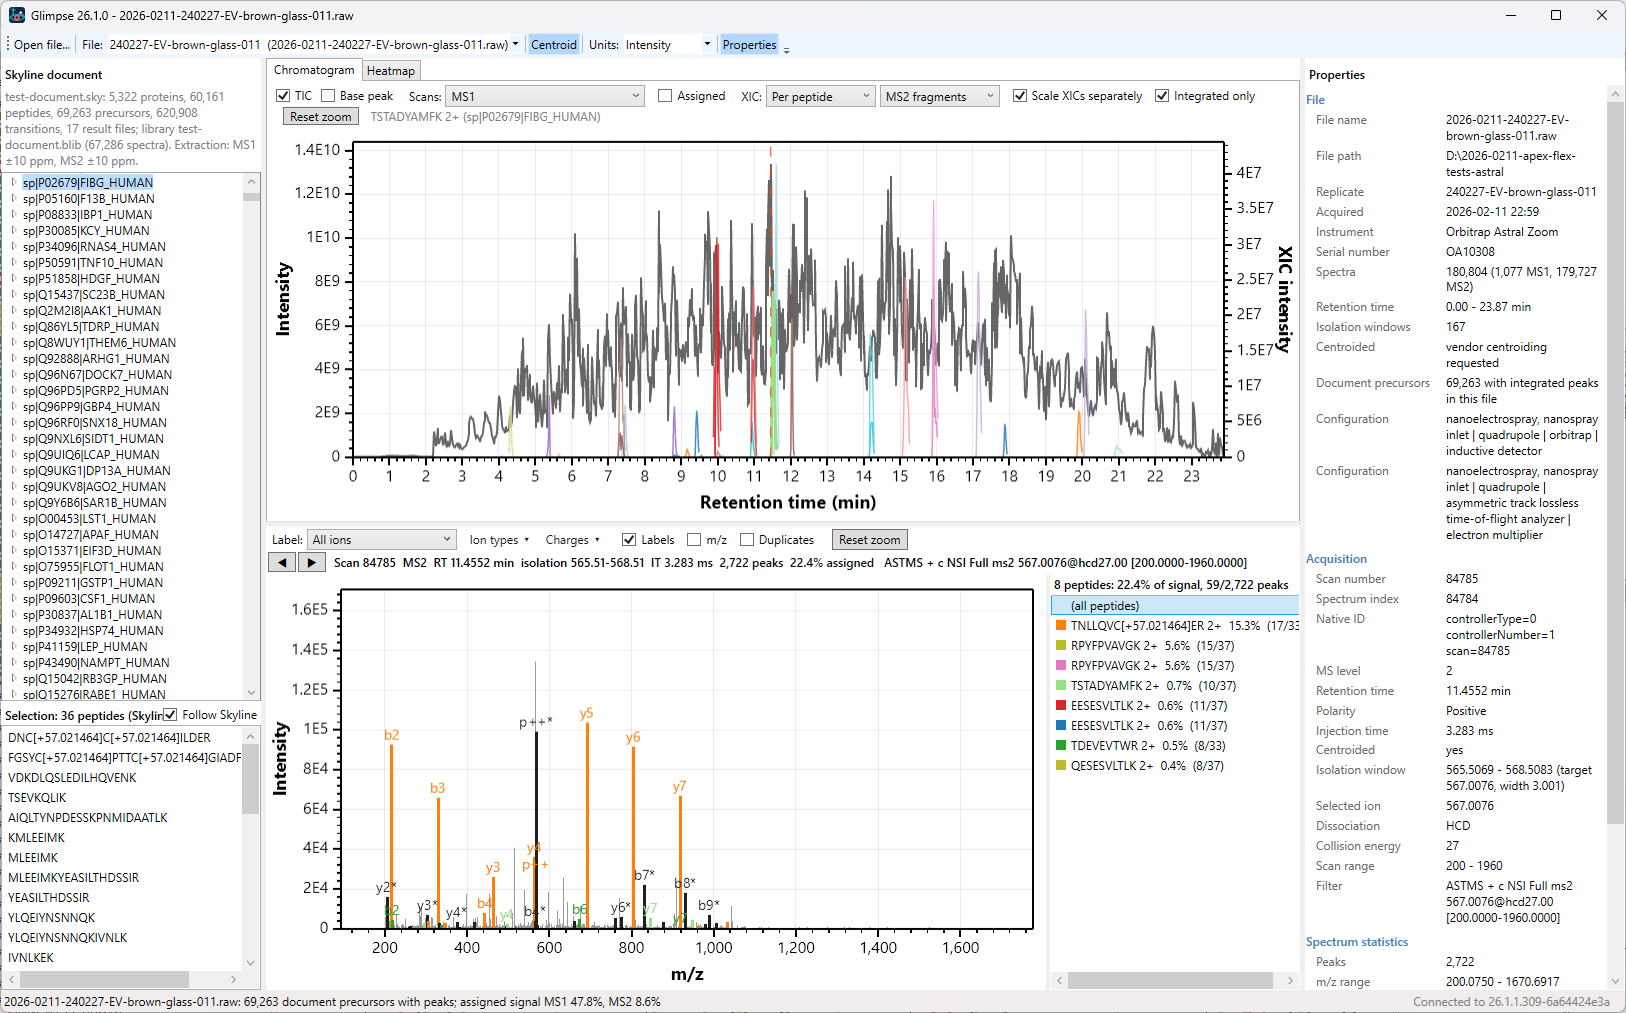 Glimpse 26.1.0 - 2026-0211-240227-EV-brown-glass-011.raw
Open file... File: 240227-EV-brown-glass-011 (2026-0211-240227-EV-brown-glass-011.raw) Centroid Units: Intensity Properties
Skyline document
test-document.sky: 5,322 proteins, 60,161
peptides, 69,263 precursors, 620,908
transitions, 17 result files; library test-
document.blib (67,286 spectra). Extraction: MS1
±10 ppm, MS2 ±10 ppm.
sp|P02679|FIBG_HUMAN
sp|P05160|F13B_HUMAN
sp|P08833|IBP1_HUMAN
sp|P30085|KCY_HUMAN
sp|P34096|RNAS4_HUMAN
sp|P50591|TNF10_HUMAN
sp|P51858|HDGF_HUMAN
sp|Q15437|SC23B_HUMAN
sp|Q2M2I8|AAK1_HUMAN
sp|Q86YL5|TDRP_HUMAN
sp|Q8WUY1|THEM6_HUMAN
sp|Q92888|ARHG1_HUMAN
sp|Q96N67|DOCK7_HUMAN
sp|Q96PD5|PGRP2_HUMAN
sp|Q96PP9|GBP4_HUMAN
sp|Q96RF0|SNX18_HUMAN
sp|Q9NXL6|SIDT1_HUMAN
sp|Q9UIQ6|LCAP_HUMAN
sp|Q9UKG1|DP13A_HUMAN
sp|Q9UKV8|AGO2_HUMAN
sp|Q9Y6B6|SAR1B_HUMAN
sp|O00453|LST1_HUMAN
sp|O14727|APAF_HUMAN
sp|O15371|EIF3D_HUMAN
sp|O75955|FLOT1_HUMAN
sp|P09211|GSTP1_HUMAN
sp|P09603|CSF1_HUMAN
sp|P30837|AL1B1_HUMAN
sp|P34932|HSP74_HUMAN
sp|P41159|LEP_HUMAN
sp|P43490|NAMPT_HUMAN
sp|Q15042|RB3GP_HUMAN
sp|Q15276|RABE1_HUMAN
Selection: 36 peptides (Skylin Follow Skyline
DNC[+57.021464]C[+57.021464]ILDER
FGSYC[+57.021464]PTTC[+57.021464]GIADF
VDKDLQSLEDILHQVENK
TSEVKQLIK
AIQLTYNPDESSKPNMIDAATLK
KMLEEIMK
MLEEIMK
MLEEIMKYEASILTHDSSIR
YEASILTHDSSIR
YLQEIYNSNNQK
YLQEIYNSNNQKIVNLK
IVNLKEK
Chromatogram Heatmap
TIC Base peak Scans: MS1 Assigned XIC: Per peptide MS2 fragments Scale XICs separately Integrated only
Reset zoom TSTADYAMFK 2+ (sp|P02679|FIBG_HUMAN)
1.4E10
1.2E10
1E10
8E9
6E9
4E9
2E9
0
Intensity
4E7
3.5E7
3E7
2.5E7
2E7
1.5E7
1E7
5E6
0
XIC intensity
0 1 2 3 4 5 6 7 8 9 10 11 12 13 14 15 16 17 18 19 20 21 22 23
Retention time (min)
Label: All ions Ion types Charges Labels m/z Duplicates Reset zoom
Scan 84785 MS2 RT 11.4552 min isolation 565.51-568.51 IT 3.283 ms 2,722 peaks 22.4% assigned ASTMS + c NSI Full ms2 567.0076@hcd27.00 [200.0000-1960.0000]
1.6E5
1.4E5
1.2E5
1E5
8E4
6E4
4E4
2E4
0
Intensity
p++*
y5
b2
y6
b3
y7
y4
p++
y3
b7*
b8*
y2*
b2
y3*
y4*
b4
y4
b4*
b6
y6*
y7
y7
b9*
200 400 600 800 1,000 1,200 1,400 1,600
m/z
8 peptides: 22.4% of signal, 59/2,722 peaks
(all peptides)
TNLLQVC[+57.021464]ER 2+ 15.3% (17/33
RPYFPVAVGK 2+ 5.6% (15/37)
RPYFPVAVGK 2+ 5.6% (15/37)
TSTADYAMFK 2+ 0.7% (10/37)
EESESVLTLK 2+ 0.6% (11/37)
EESESVLTLK 2+ 0.6% (11/37)
TDEVEVTWR 2+ 0.5% (8/33)
QESESVLTLK 2+ 0.4% (8/37)
Properties
File
File name 2026-0211-240227-EV-
brown-glass-011.raw
File path D:\2026-0211-apex-flex-
tests-astral
Replicate 240227-EV-brown-glass-011
Acquired 2026-02-11 22:59
Instrument Orbitrap Astral Zoom
Serial number OA10308
Spectra 180,804 (1,077 MS1, 179,727
MS2)
Retention time 0.00 - 23.87 min
Isolation windows 167
Centroided vendor centroiding
requested
Document precursors 69,263 with integrated peaks
in this file
Configuration nanoelectrospray, nanospray
inlet | quadrupole | orbitrap |
inductive detector
Configuration nanoelectrospray, nanospray
inlet | quadrupole |
asymmetric track lossless
time-of-flight analyzer |
electron multiplier
Acquisition
Scan number 84785
Spectrum index 84784
Native ID controllerType=0
controllerNumber=1
scan=84785
MS level 2
Retention time 11.4552 min
Polarity Positive
Injection time 3.283 ms
Centroided yes
Isolation window 565.5069 - 568.5083 (target
567.0076, width 3.001)
Selected ion 567.0076
Dissociation HCD
Collision energy 27
Scan range 200 - 1960
Filter ASTMS + c NSI Full ms2
567.0076@hcd27.00
[200.0000-1960.0000]
Spectrum statistics
Peaks 2,722
m/z range 200.0750 - 1670.6917
2026-0211-240227-EV-brown-glass-011.raw: 69,263 document precursors with peaks; assigned signal MS1 47.8%, MS2 8.6%
Connected to 26.1.1.309-6a64424e3a